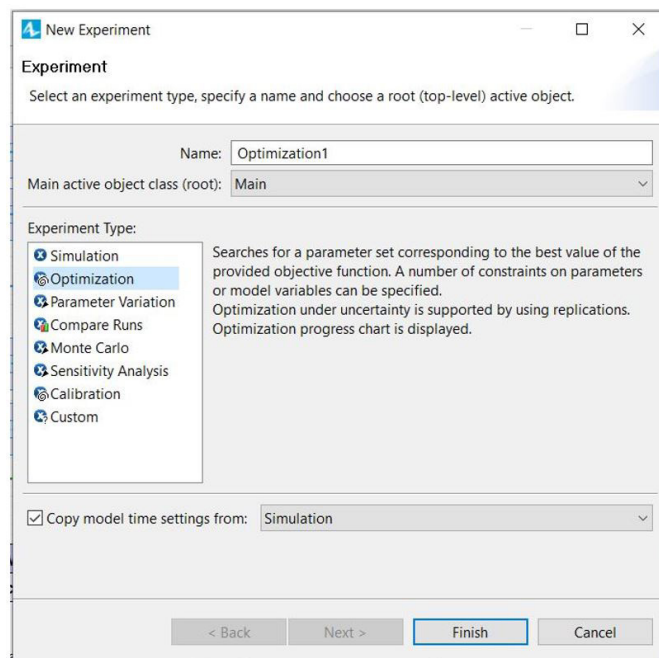 New Experiment
Experiment
Select an experiment type, specify a name and choose a root (top-level) active object.
Name: Optimization1
Main active object class (root): Main
Experiment Type:
Simulation
Optimization
Parameter Variation
Compare Runs
Monte Carlo
Sensitivity Analysis
Calibration
Custom
Searches for a parameter set corresponding to the best value of the
provided objective function. A number of constraints on parameters
or model variables can be specified.
Optimization under uncertainty is supported by using replications.
Optimization progress chart is displayed.
Copy model time settings from: Simulation
< Back Next > Finish Cancel